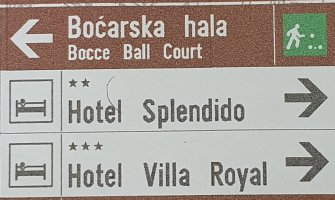 Boćarska hala
Bocce Ball Court
★★
Hotel Splendido
★★★
Hotel Villa Royal